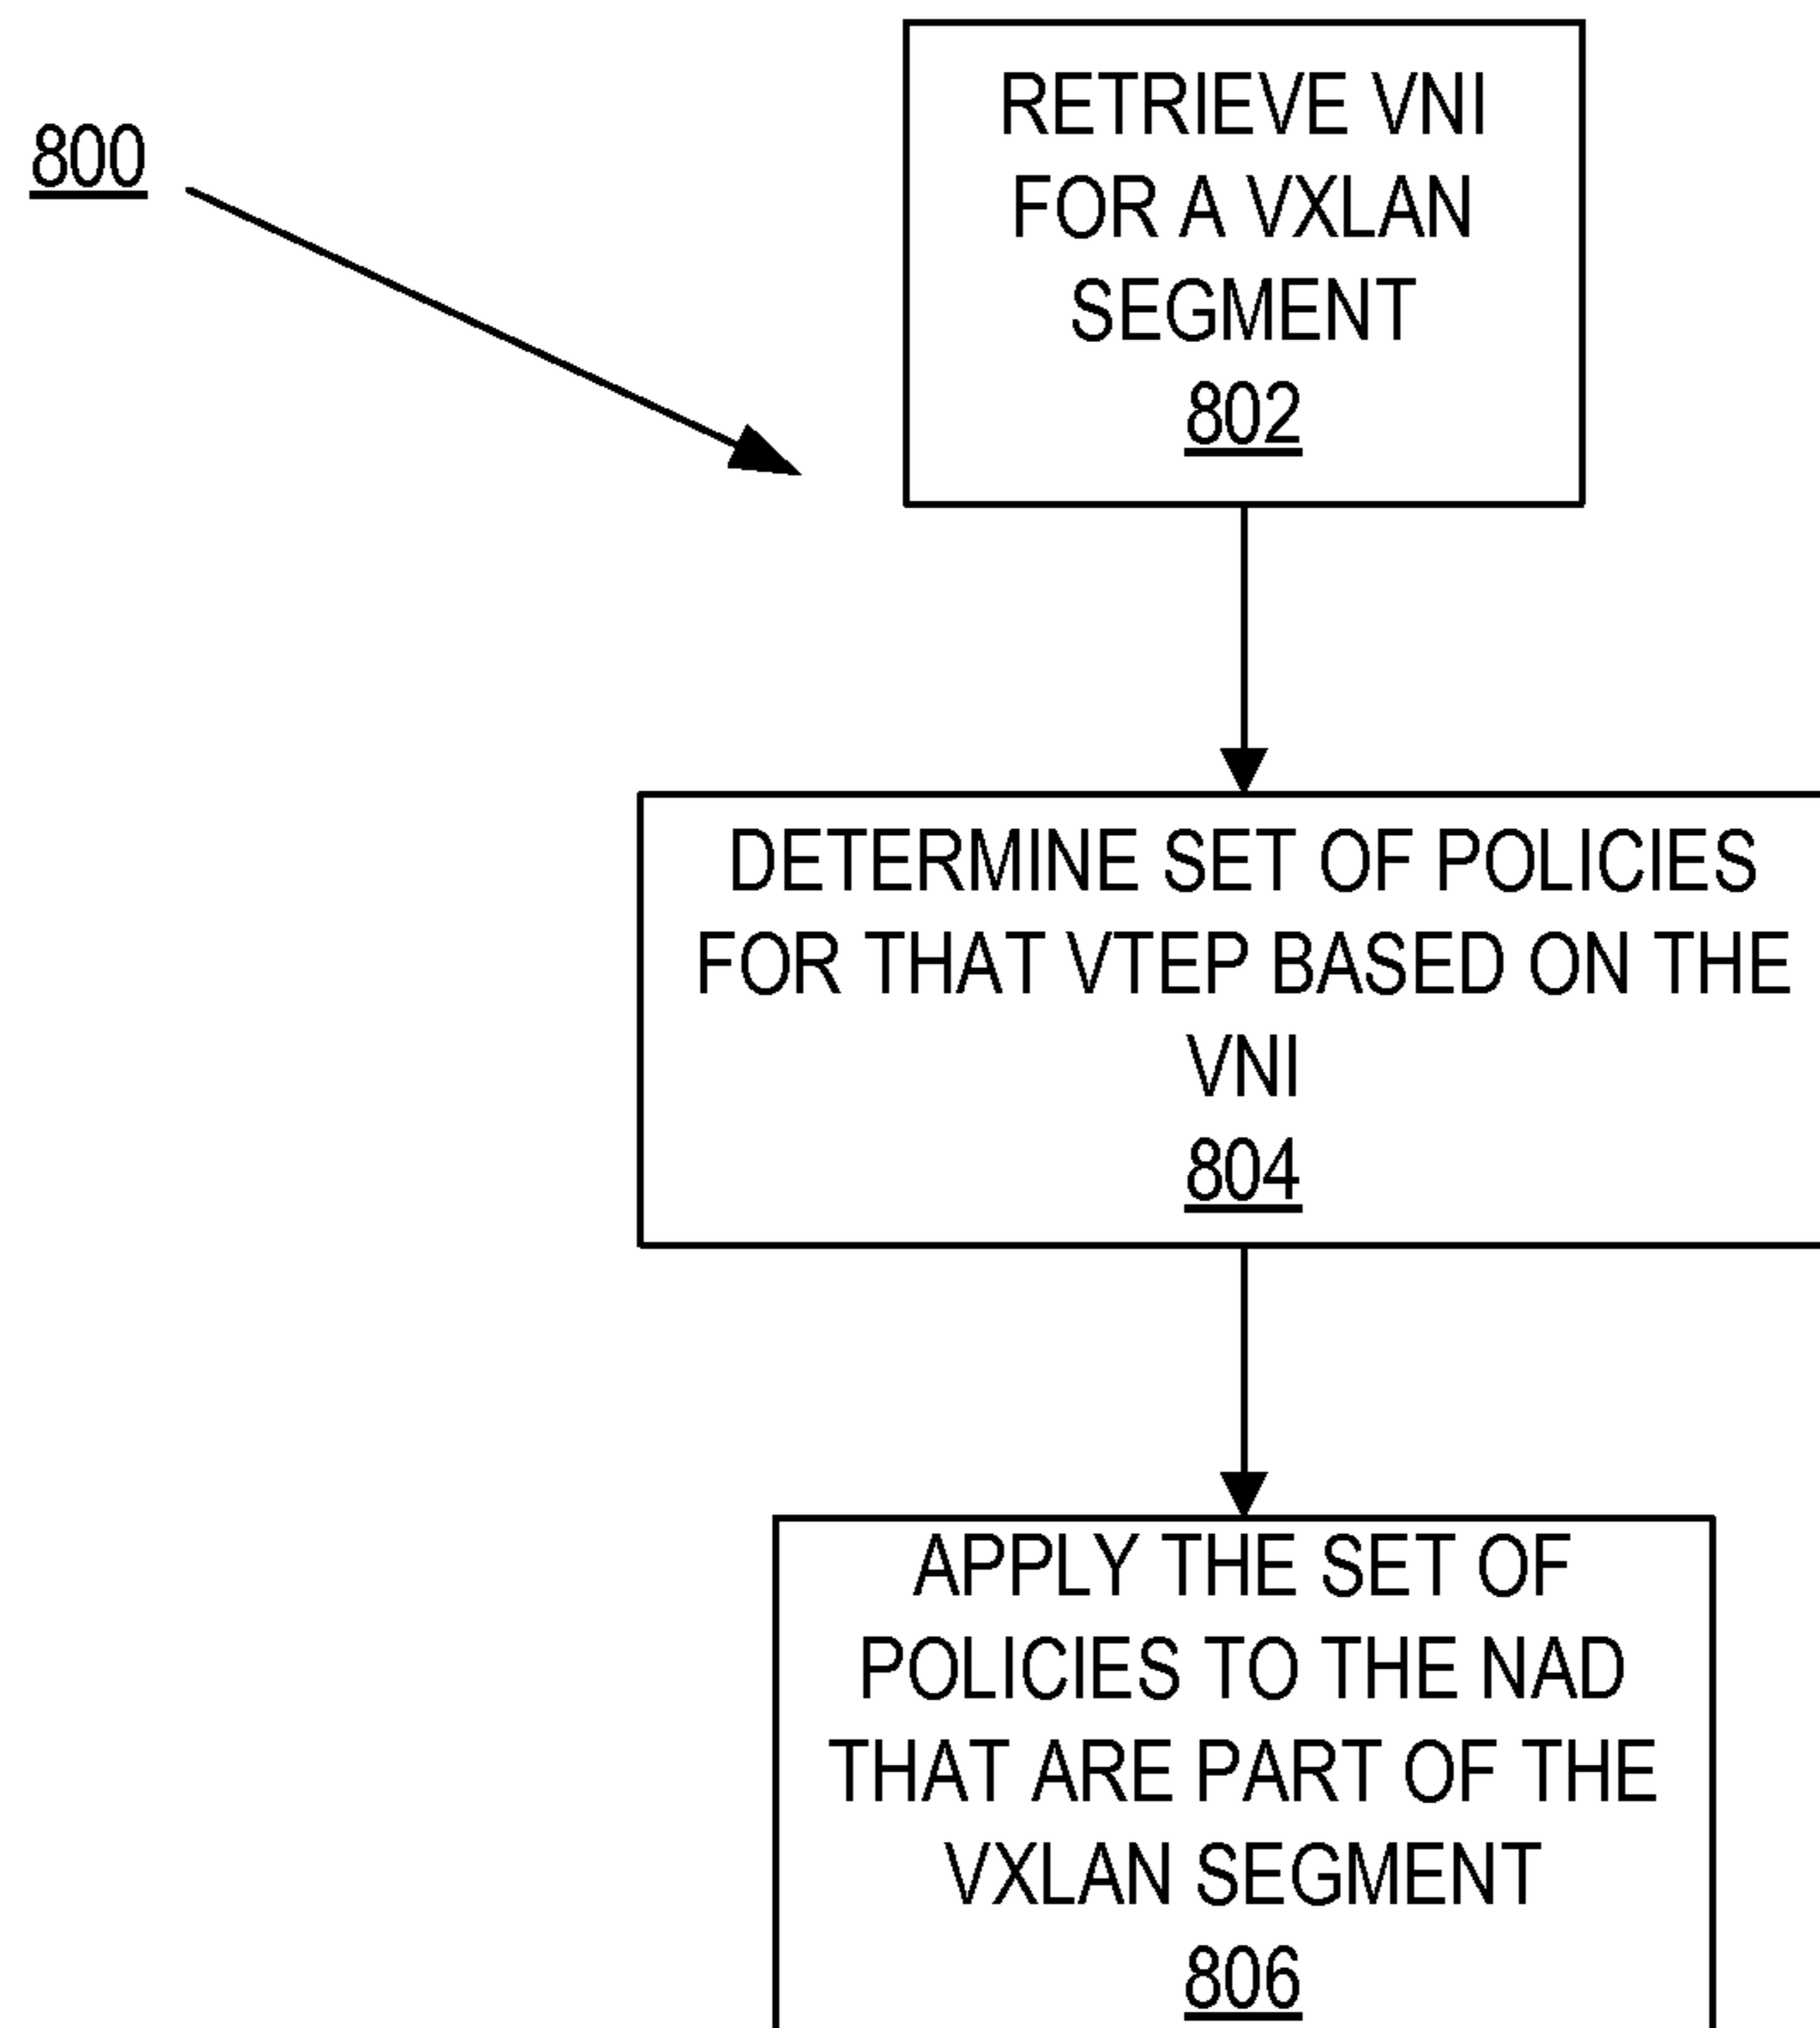 800
RETRIEVE VNI
FOR A VXLAN
SEGMENT
802
DETERMINE SET OF POLICIES
FOR THAT VTEP BASED ON THE
VNI
804
APPLY THE SET OF
POLICIES TO THE NAD
THAT ARE PART OF THE
VXLAN SEGMENT
806